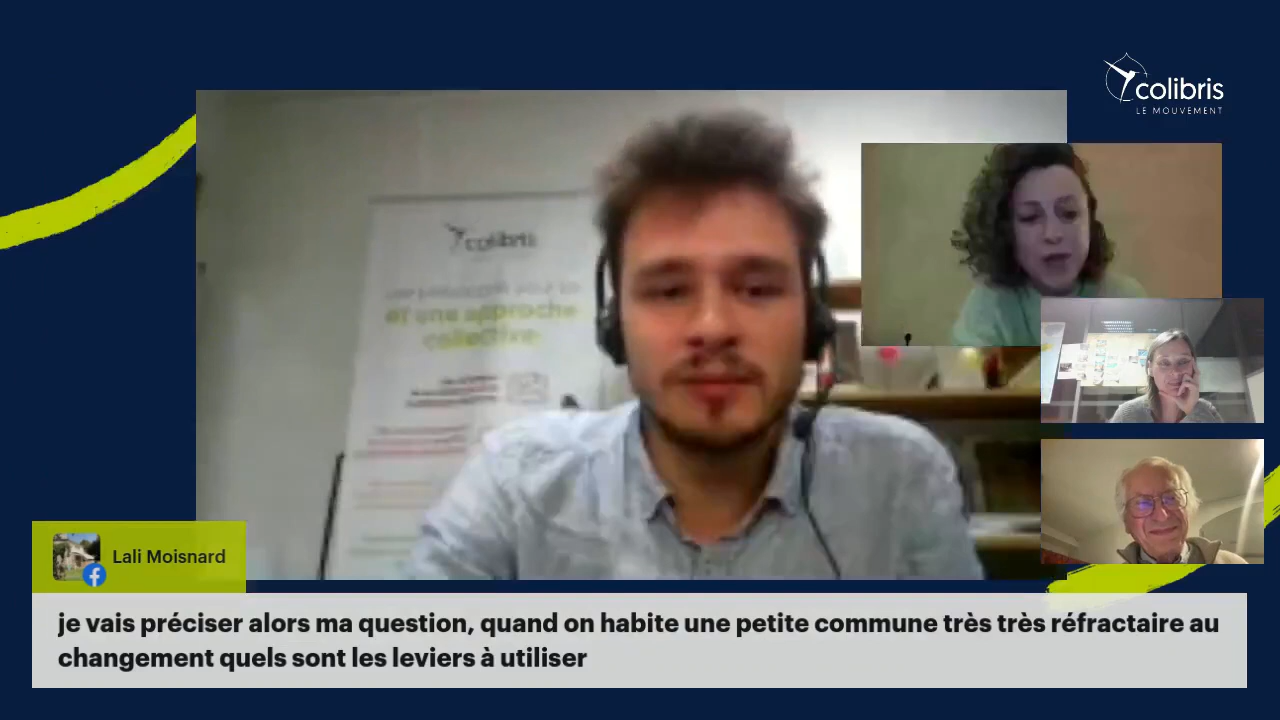 colibris
LE MOUVEMENT
colibris
et une approche
collective
Lali Moisnard
je vais préciser alors ma question, quand on habite une petite commune très très réfractaire au
changement quels sont les leviers à utiliser